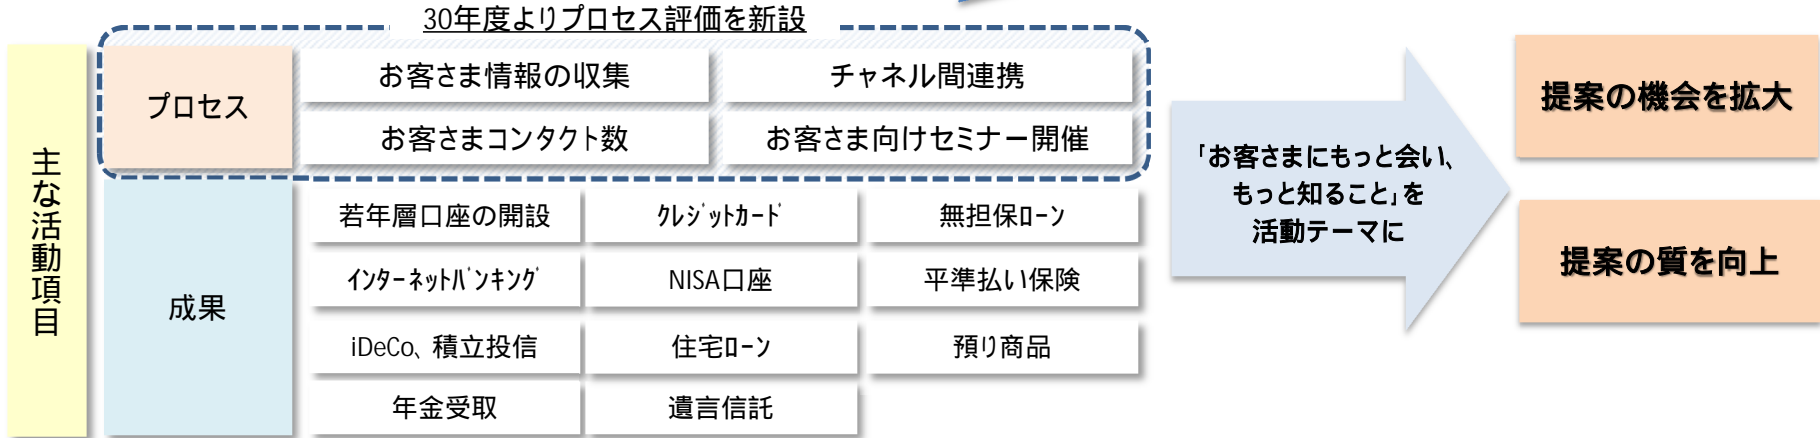 30年度よりプロセス評価を新設
主な活動項目
プロセス
お客さま情報の収集
チャネル間連携
お客さまコンタクト数
お客さま向けセミナー開催
成果
若年層口座の開設
ｸﾚｼﾞｯﾄｶｰﾄﾞ
無担保ﾛｰﾝ
ｲﾝﾀｰﾈｯﾄﾊﾞﾝｷﾝｸﾞ
NISA口座
平準払い保険
iDeCo、積立投信
住宅ﾛｰﾝ
預り商品
年金受取
遺言信託
「お客さまにもっと会い、
もっと知ること」を
活動テーマに
提案の機会を拡大
提案の質を向上